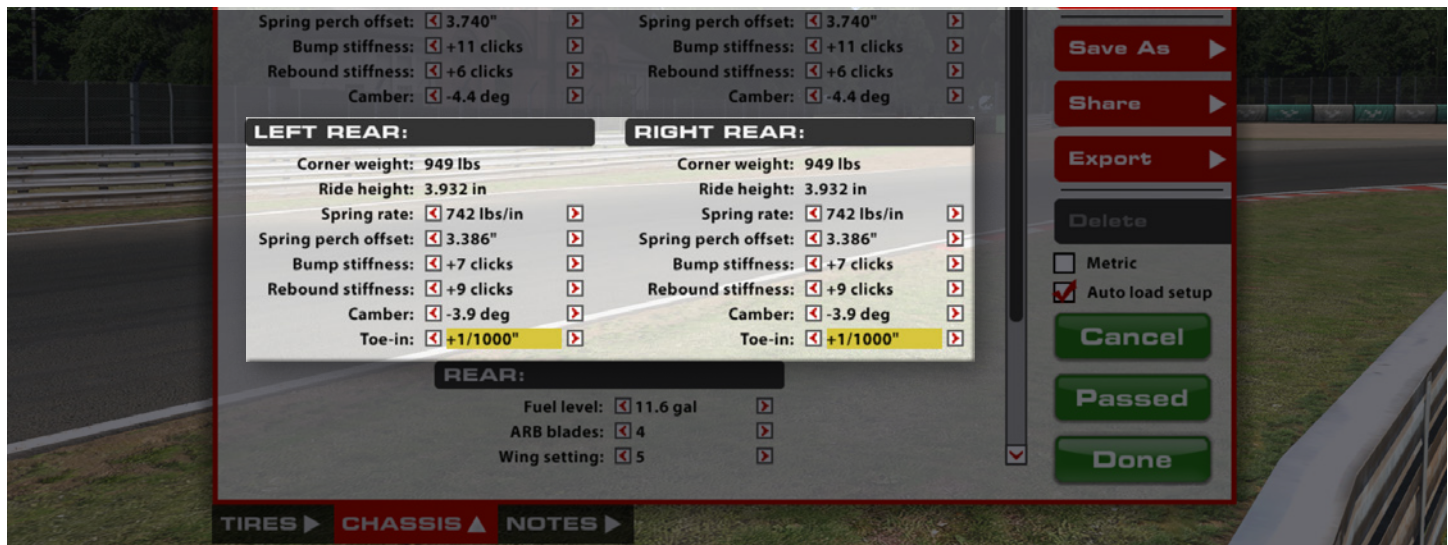 Spring perch offset: 3.740" Spring perch offset: 3.740"
Bump stiffness: +11 clicks Bump stiffness: +11 clicks
Save As
Rebound stiffness: +6 clicks Rebound stiffness: +6 clicks
Camber: -4.4 deg Camber: -4.4 deg
Share
LEFT REAR: RIGHT REAR:
Corner weight: 949 lbs Corner weight: 949 lbs
Export
Ride height: 3.932 in Ride height: 3.932 in
Spring rate: 742 lbs/in Spring rate: 742 lbs/in
Delete
Spring perch offset: 3.386" Spring perch offset: 3.386"
Bump stiffness: +7 clicks Bump stiffness: +7 clicks
Metric
Rebound stiffness: +9 clicks Rebound stiffness: +9 clicks
Auto load setup
Camber: -3.9 deg Camber: -3.9 deg
Toe-in: +1/1000" Toe-in: +1/1000"
Cancel
REAR:
Fuel level: 11.6 gal
Passed
ARB blades: 4
Wing setting: 5
Done
TIRES CHASSIS NOTES